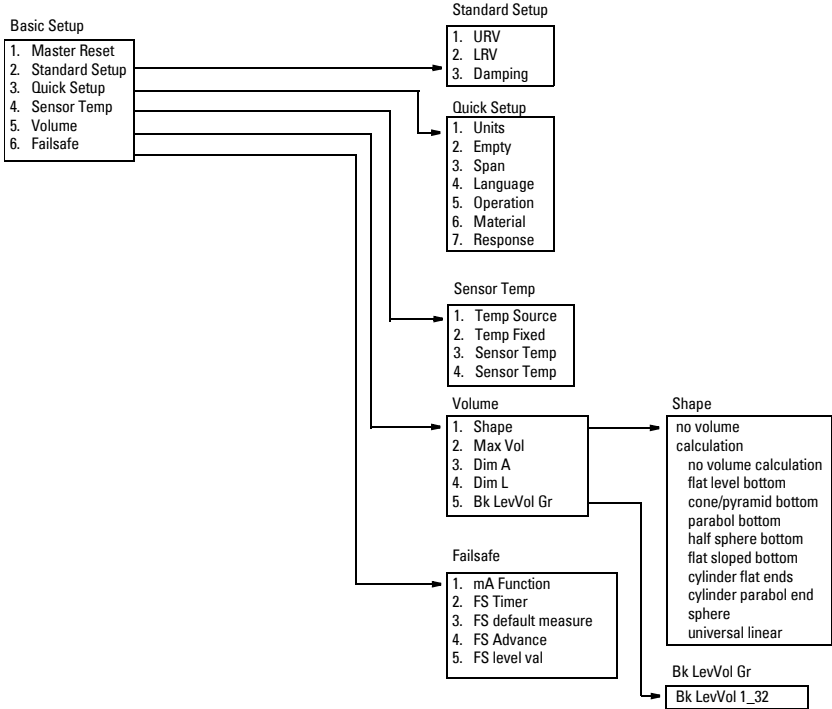 Basic Setup
1. Master Reset
2. Standard Setup
3. Quick Setup
4. Sensor Temp
5. Volume
6. Failsafe
Standard Setup
1. URV
2. LRV
3. Damping
Quick Setup
1. Units
2. Empty
3. Span
4. Language
5. Operation
6. Material
7. Response
Sensor Temp
1. Temp Source
2. Temp Fixed
3. Sensor Temp
4. Sensor Temp
Volume
1. Shape
2. Max Vol
3. Dim A
4. Dim L
5. Bk LevVol Gr
Shape
no volume
calculation
no volume calculation
flat level bottom
cone/pyramid bottom
parabol bottom
half sphere bottom
flat sloped bottom
cylinder flat ends
cylinder parabol end
sphere
universal linear
Failsafe
1. mA Function
2. FS Timer
3. FS default measure
4. FS Advance
5. FS level val
Bk LevVol Gr
Bk LevVol 1_32